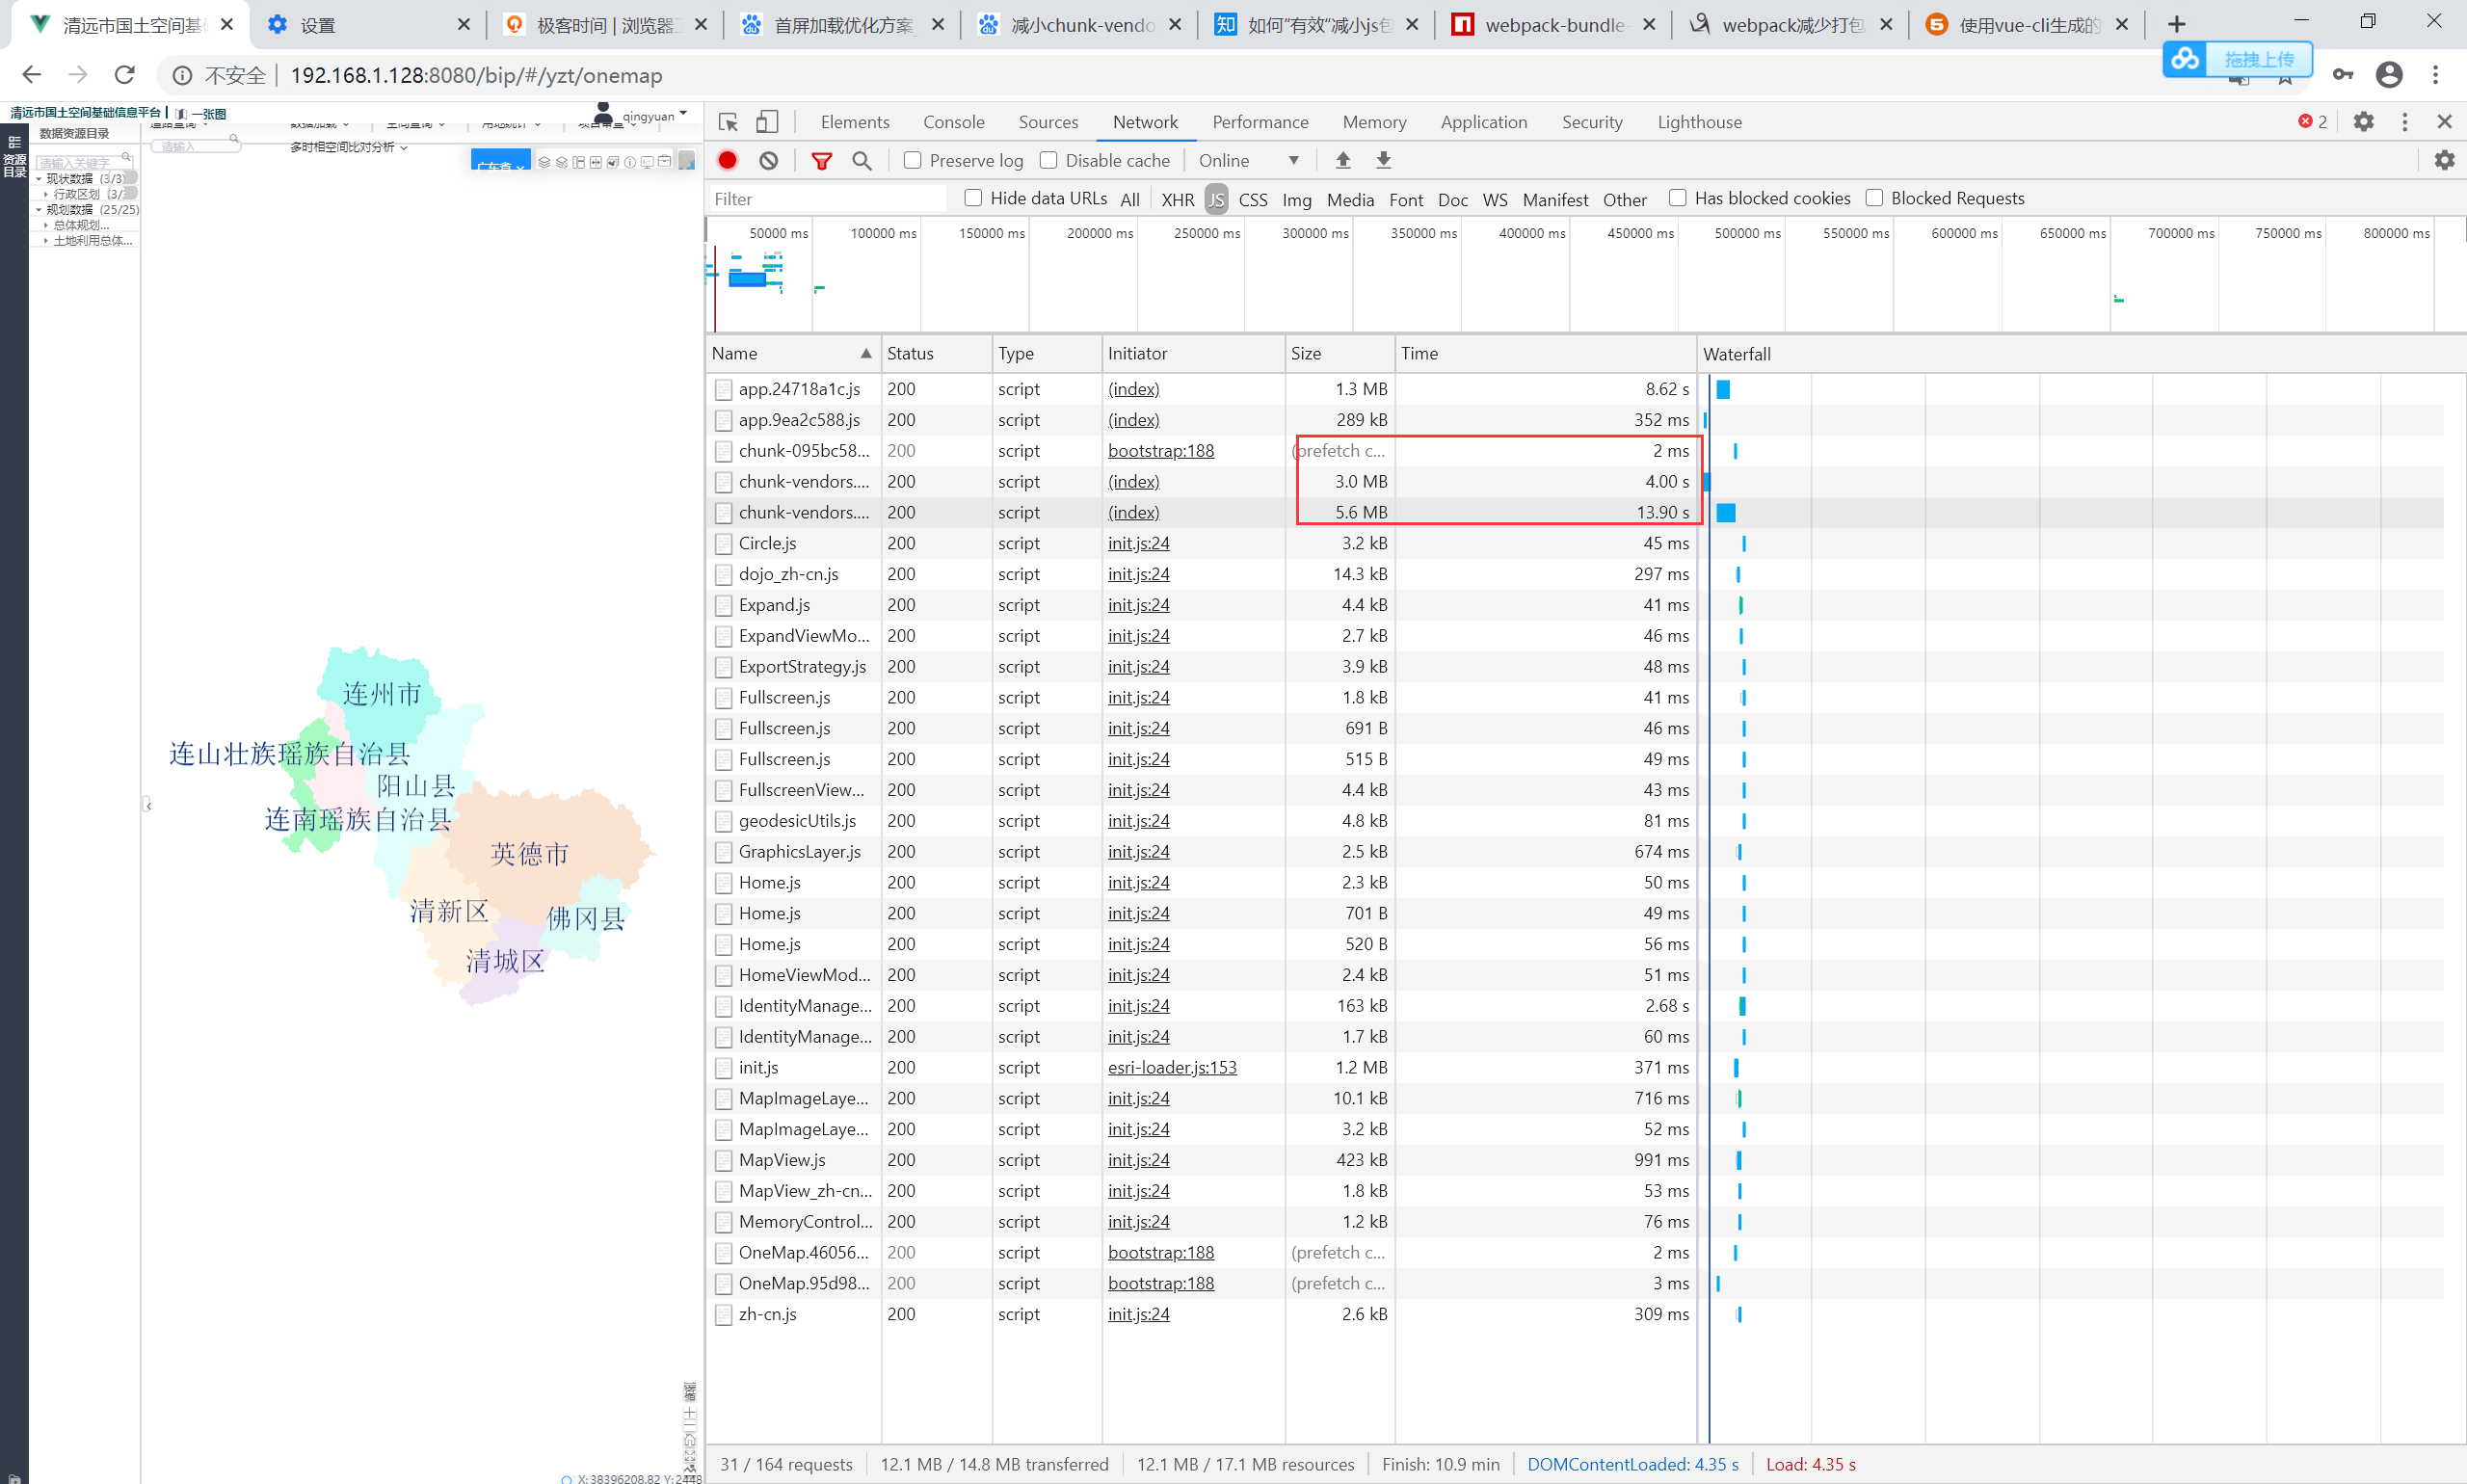 清远市国土空间基础
设置
极客时间 | 浏览器工
首屏加载优化方案_
减小chunk-vendo
如何"有效"减小js包
webpack-bundle-
webpack减少打包
使用vue-cli生成的
不安全
192.168.1.128:8080/bip/#/yzt/onemap
拖拽上传
清远市国土空间基础信息平台
一张图
qingyuan
资源目录
数据资源目录
请输入关键字
现状数据 (3/3)
行政区划 (3/
规划数据 (25/25)
总体规划...
土地利用总体...
请输入
多时相空间比对分析
广东省
连州市
连山壮族瑶族自治县
阳山县
连南瑶族自治县
英德市
清新区
佛冈县
清城区
X:38396208.82 Y:2448
Elements Console Sources Network Performance Memory Application Security Lighthouse 2
Preserve log Disable cache Online
Filter Hide data URLs All XHR JS CSS Img Media Font Doc WS Manifest Other Has blocked cookies Blocked Requests
50000 ms 100000 ms 150000 ms 200000 ms 250000 ms 300000 ms 350000 ms 400000 ms 450000 ms 500000 ms 550000 ms 600000 ms 650000 ms 700000 ms 750000 ms 800000 ms
Name Status Type Initiator Size Time Waterfall
app.24718a1c.js 200 script (index) 1.3 MB 8.62 s
app.9ea2c588.js 200 script (index) 289 kB 352 ms
chunk-095bc58... 200 script bootstrap:188 (prefetch c... 2 ms
chunk-vendors.... 200 script (index) 3.0 MB 4.00 s
chunk-vendors.... 200 script (index) 5.6 MB 13.90 s
Circle.js 200 script init.js:24 3.2 kB 45 ms
dojo_zh-cn.js 200 script init.js:24 14.3 kB 297 ms
Expand.js 200 script init.js:24 4.4 kB 41 ms
ExpandViewMo... 200 script init.js:24 2.7 kB 46 ms
ExportStrategy.js 200 script init.js:24 3.9 kB 48 ms
Fullscreen.js 200 script init.js:24 1.8 kB 41 ms
Fullscreen.js 200 script init.js:24 691 B 46 ms
Fullscreen.js 200 script init.js:24 515 B 49 ms
FullscreenView... 200 script init.js:24 4.4 kB 43 ms
geodesicUtils.js 200 script init.js:24 4.8 kB 81 ms
GraphicsLayer.js 200 script init.js:24 2.5 kB 674 ms
Home.js 200 script init.js:24 2.3 kB 50 ms
Home.js 200 script init.js:24 701 B 49 ms
Home.js 200 script init.js:24 520 B 56 ms
HomeViewMod... 200 script init.js:24 2.4 kB 51 ms
IdentityManage... 200 script init.js:24 163 kB 2.68 s
IdentityManage... 200 script init.js:24 1.7 kB 60 ms
init.js 200 script esri-loader.js:153 1.2 MB 371 ms
MapImageLaye... 200 script init.js:24 10.1 kB 716 ms
MapImageLaye... 200 script init.js:24 3.2 kB 52 ms
MapView.js 200 script init.js:24 423 kB 991 ms
MapView_zh-cn... 200 script init.js:24 1.8 kB 53 ms
MemoryControl... 200 script init.js:24 1.2 kB 76 ms
OneMap.46056... 200 script bootstrap:188 (prefetch c... 2 ms
OneMap.95d98... 200 script bootstrap:188 (prefetch c... 3 ms
zh-cn.js 200 script init.js:24 2.6 kB 309 ms
31 / 164 requests 12.1 MB / 14.8 MB transferred 12.1 MB / 17.1 MB resources Finish: 10.9 min DOMContentLoaded: 4.35 s Load: 4.35 s